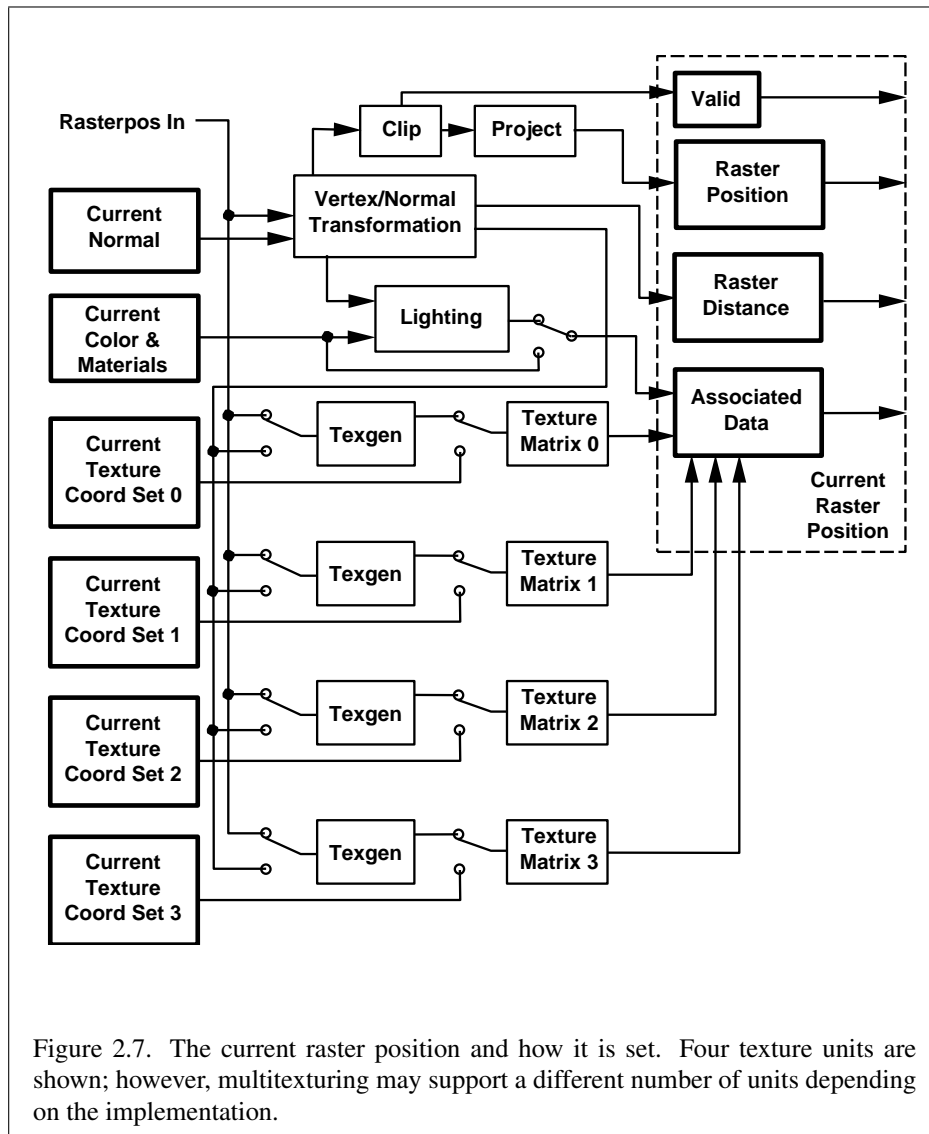 Rasterpos In
Clip
Project
Valid
Raster
Position
Vertex/Normal
Transformation
Current
Normal
Raster
Distance
Current
Color &
Materials
Lighting
Associated
Data
Current
Raster
Position
Current
Texture
Coord Set 0
Texgen
Texture
Matrix 0
Current
Texture
Coord Set 1
Texgen
Texture
Matrix 1
Current
Texture
Coord Set 2
Texgen
Texture
Matrix 2
Current
Texture
Coord Set 3
Texgen
Texture
Matrix 3
Figure 2.7. The current raster position and how it is set. Four texture units are
shown; however, multitexturing may support a different number of units depending
on the implementation.